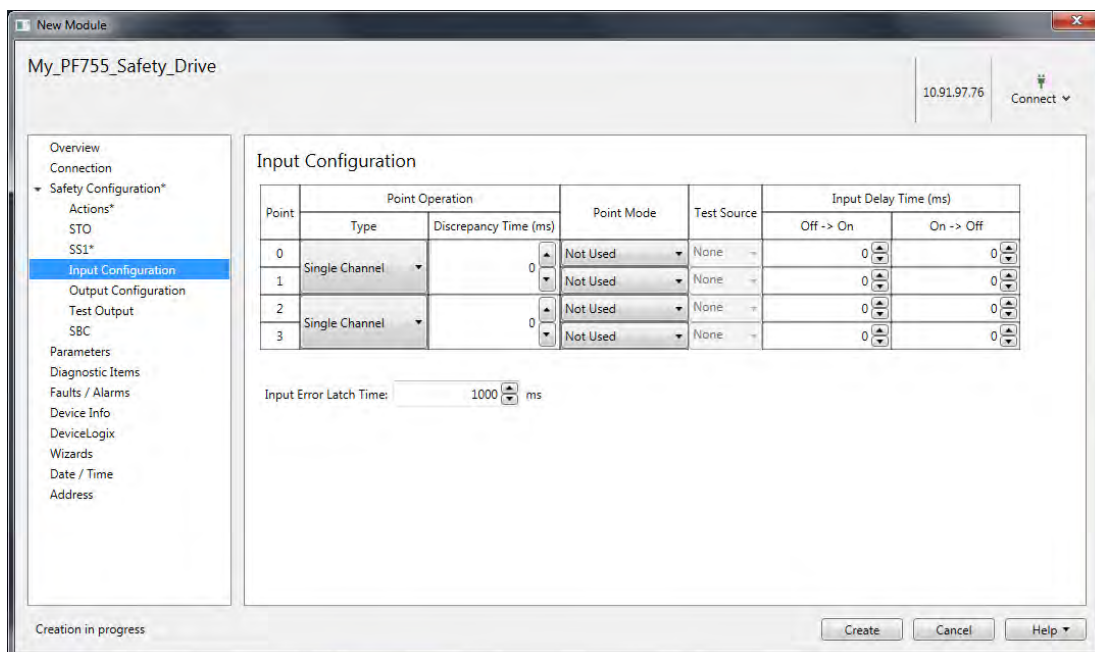 New Module
My_PF755_Safety_Drive
10.91.97.76
Connect
Overview
Connection
Safety Configuration*
Actions*
STO
SS1*
Input Configuration
Output Configuration
Test Output
SBC
Parameters
Diagnostic Items
Faults / Alarms
Device Info
DeviceLogix
Wizards
Date / Time
Address
Input Configuration
Point Point Operation Point Mode Test Source Input Delay Time (ms)
Type Discrepancy Time (ms) Off -> On On -> Off
0 Single Channel 0 Not Used None 0 0
1 Not Used None 0 0
2 Single Channel 0 Not Used None 0 0
3 Not Used None 0 0
Input Error Latch Time: 1000 ms
Creation in progress
Create Cancel Help